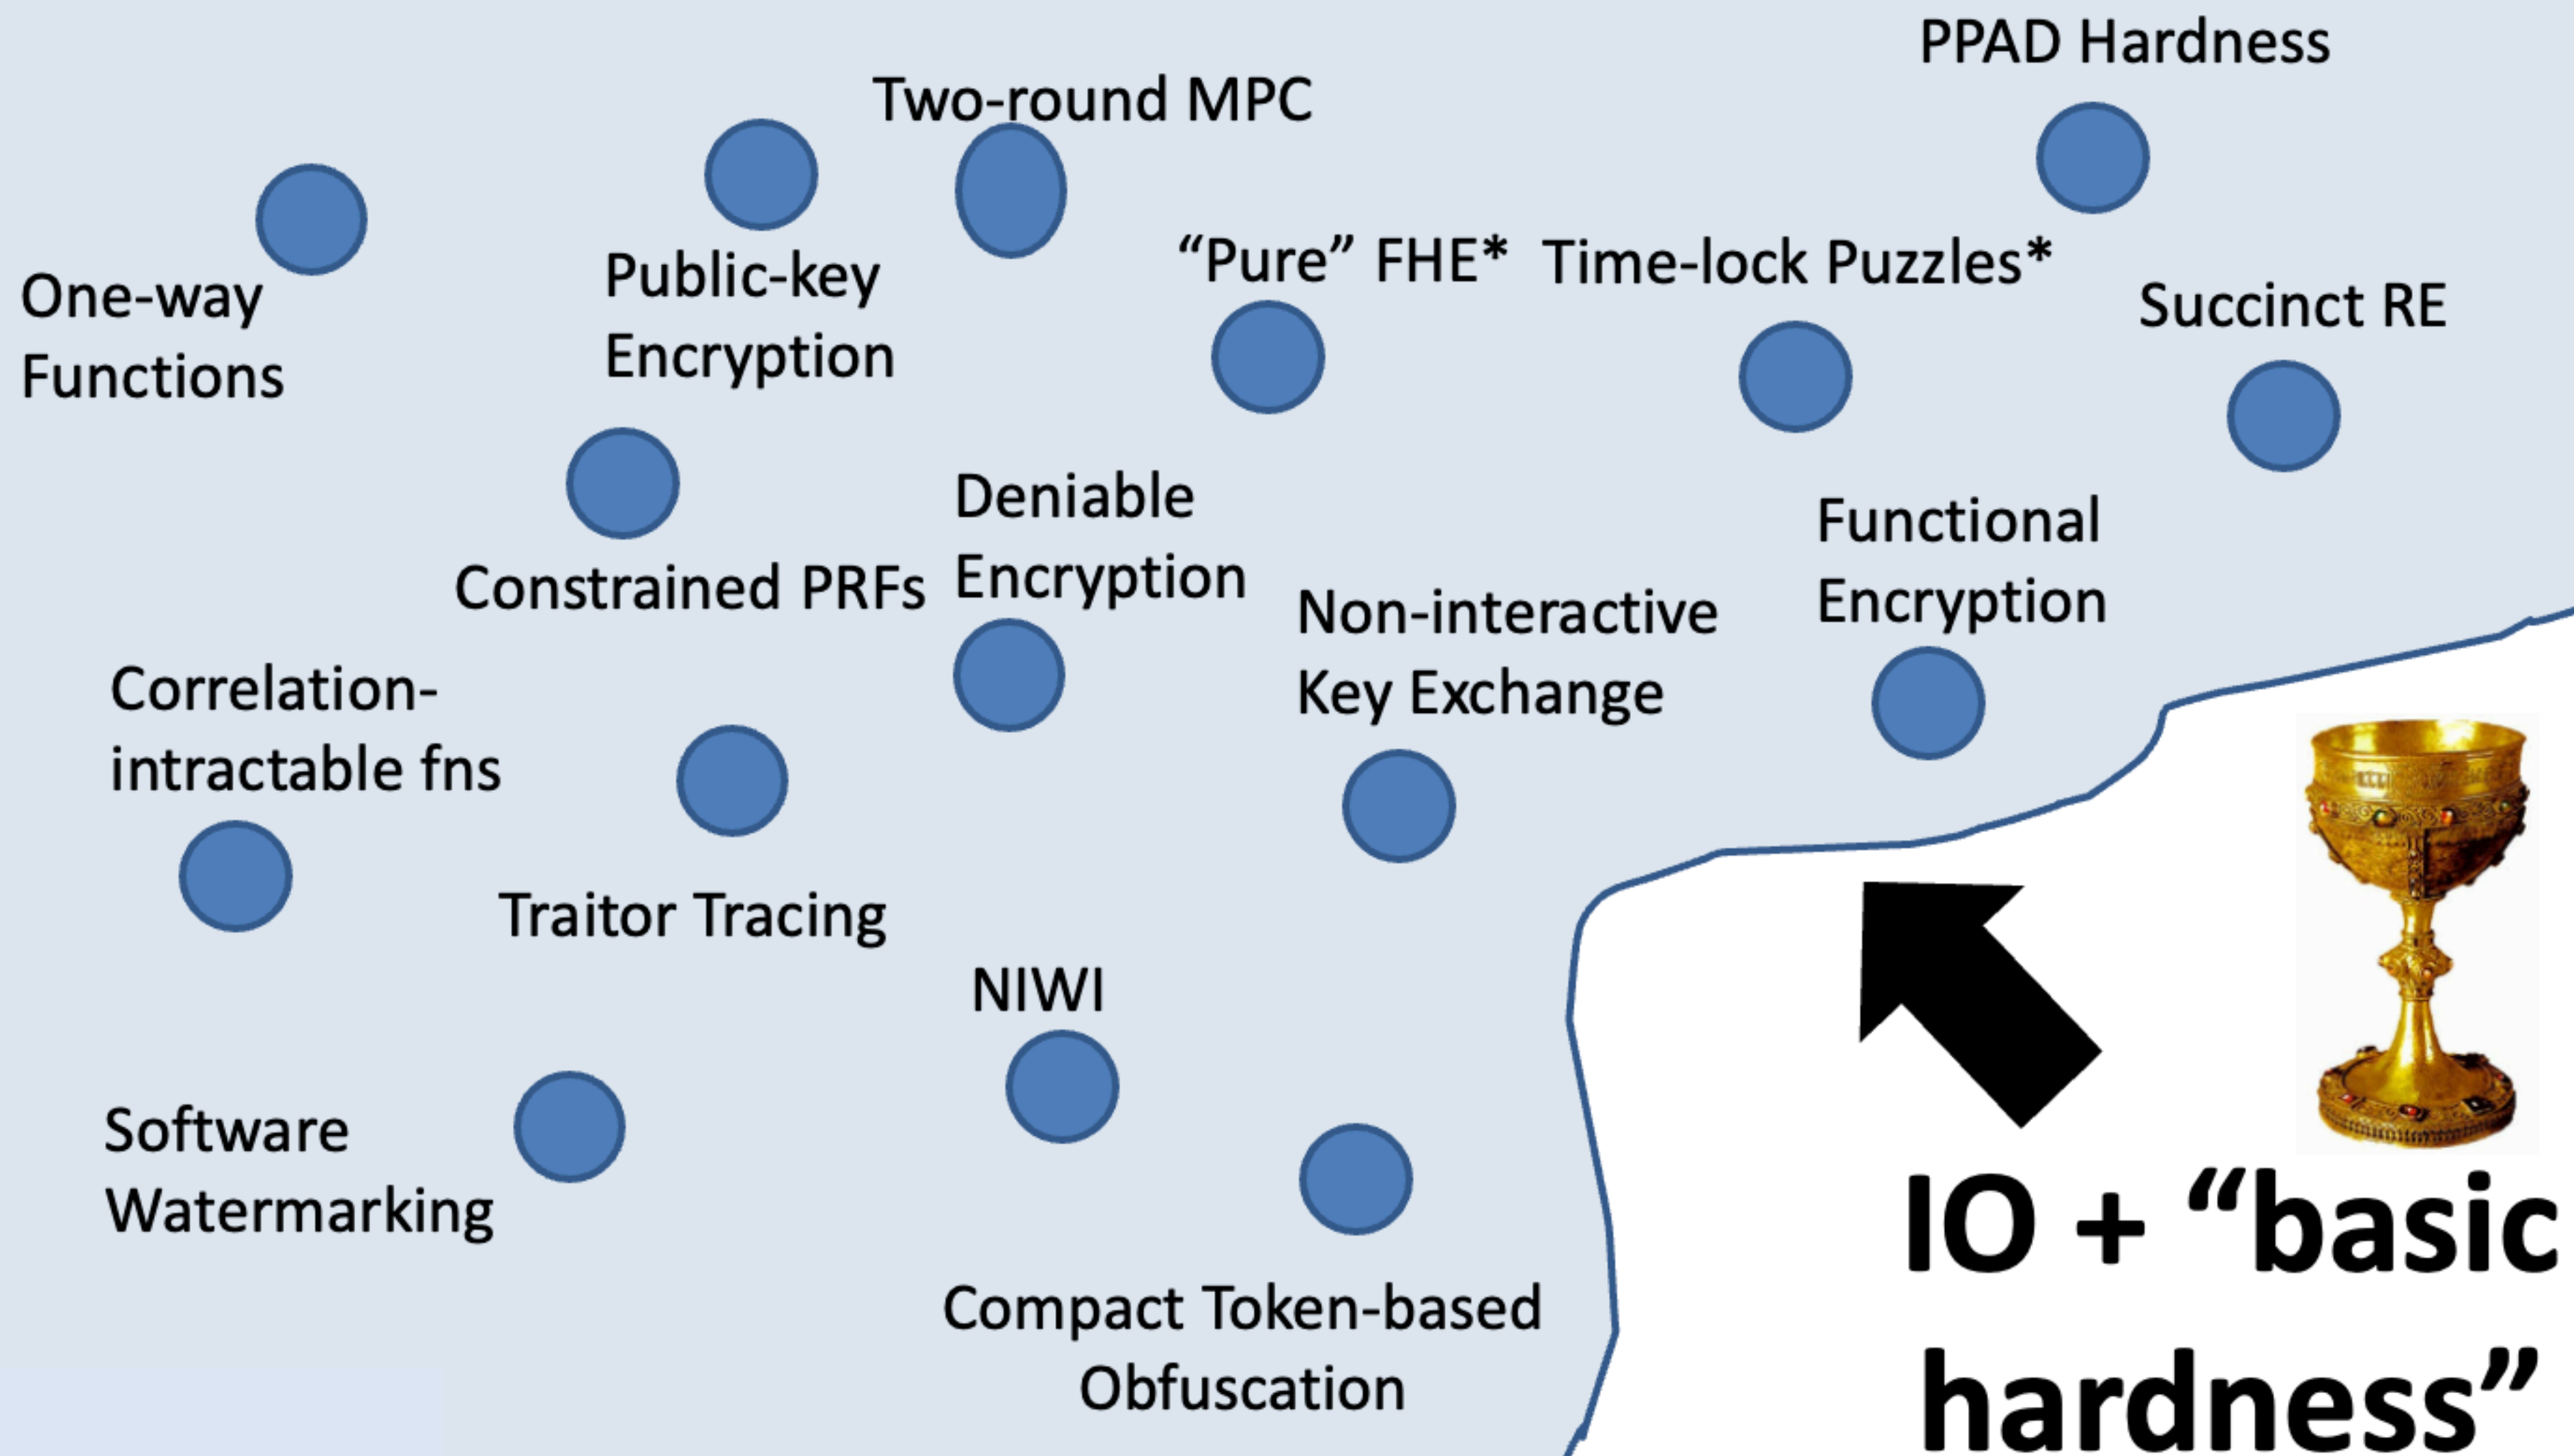 PPAD Hardness
Two-round MPC
“Pure” FHE*
Time-lock Puzzles*
One-way
Functions
Public-key
Encryption
Succinct RE
Constrained PRFs
Deniable
Encryption
Functional
Encryption
Non-interactive
Key Exchange
Correlation-
intractable fns
Traitor Tracing
NIWI
Software
Watermarking
Compact Token-based
Obfuscation
IO + “basic
hardness”